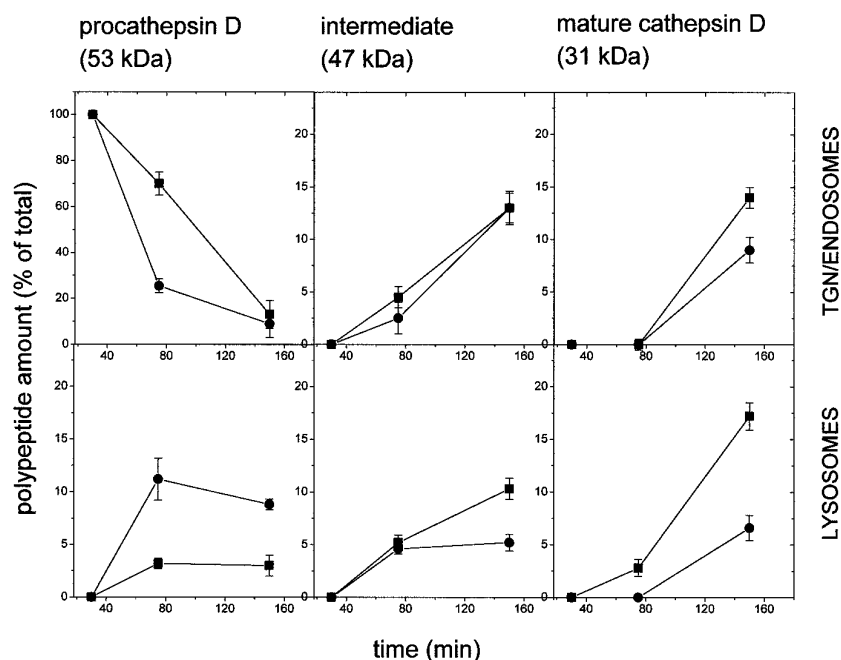 procathepsin D intermediate mature cathepsin D
(53 kDa) (47 kDa) (31 kDa)
100
80
60
40
20
0
40 80 120 160
20
15
10
5
0
40 80 120 160
20
15
10
5
0
40 80 120 160
TGN/ENDOSOMES
polypeptide amount (% of total)
20
15
10
5
0
40 80 120 160
20
15
10
5
0
40 80 120 160
20
15
10
5
0
40 80 120 160
LYSOSOMES
time (min)